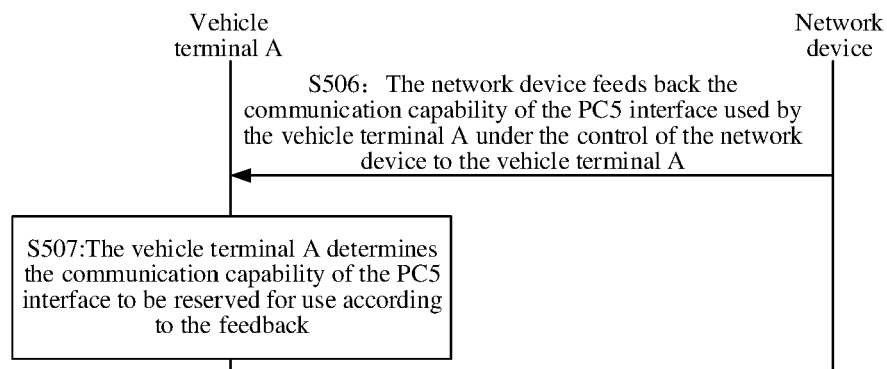 Vehicle
terminal A
Network
device
S506：The network device feeds back the
communication capability of the PC5 interface used by
the vehicle terminal A under the control of the network
device to the vehicle terminal A
S507:The vehicle terminal A determines
the communication capability of the PC5
interface to be reserved for use according
to the feedback